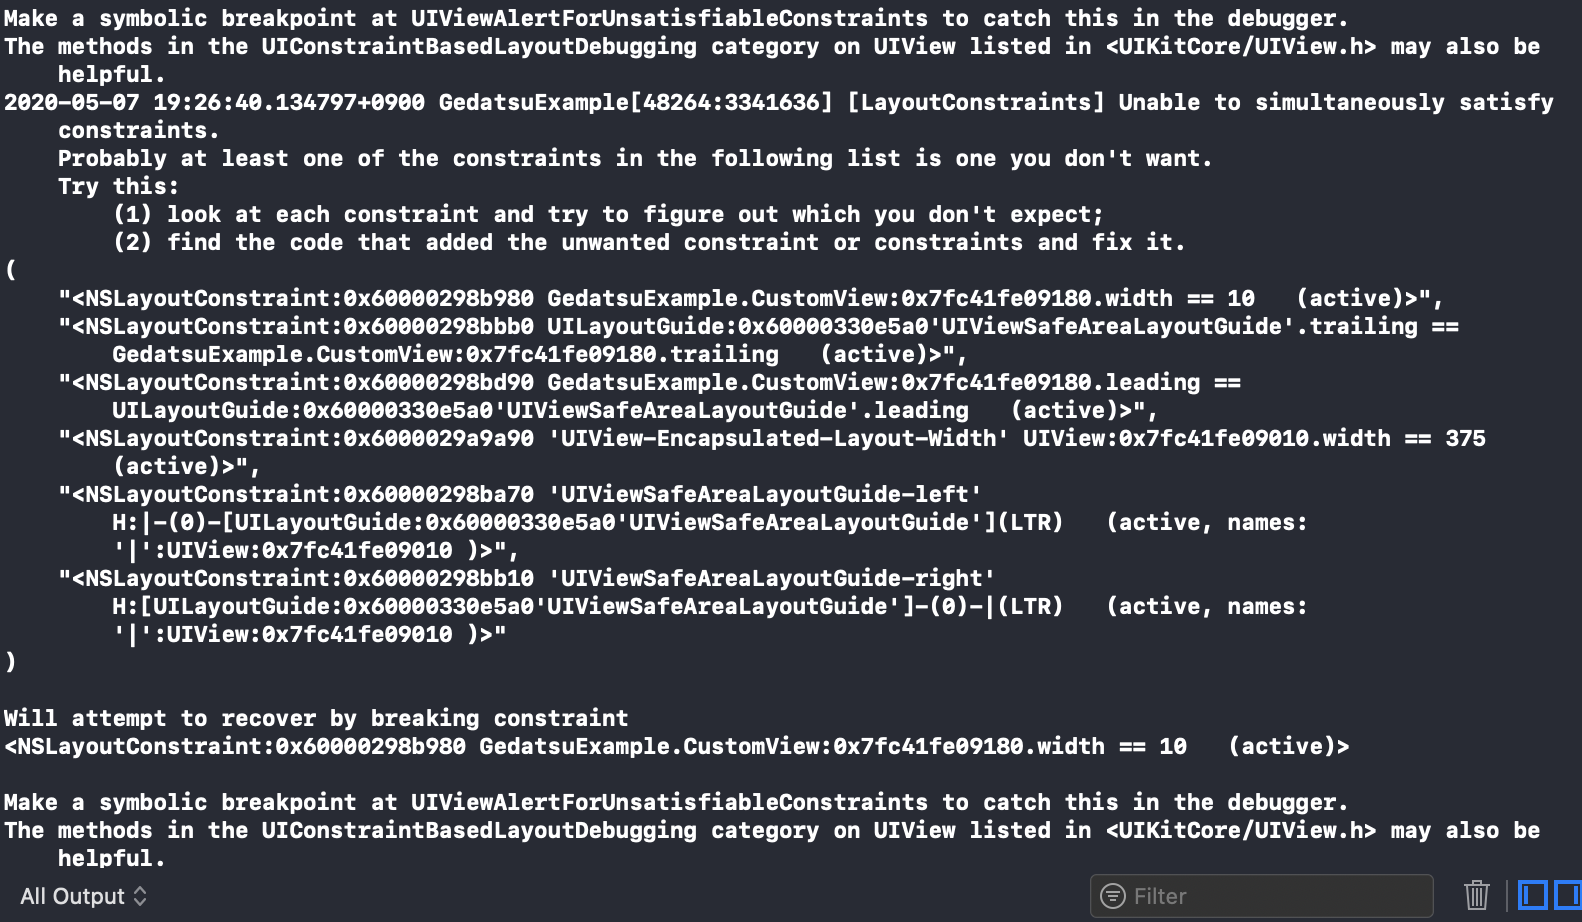 Make a symbolic breakpoint at UIViewAlertForUnsatisfiableConstraints to catch this in the debugger.
The methods in the UIConstraintBasedLayoutDebugging category on UIView listed in <UIKitCore/UIView.h> may also be
helpful.
2020-05-07 19:26:40.134797+0900 GedatsuExample[48264:3341636] [LayoutConstraints] Unable to simultaneously satisfy
constraints.
Probably at least one of the constraints in the following list is one you don't want.
Try this:
(1) look at each constraint and try to figure out which you don't expect;
(2) find the code that added the unwanted constraint or constraints and fix it.
(
"<NSLayoutConstraint:0x60000298b980 GedatsuExample.CustomView:0x7fc41fe09180.width == 10   (active)>",
"<NSLayoutConstraint:0x60000298bbb0 UILayoutGuide:0x60000330e5a0'UIViewSafeAreaLayoutGuide'.trailing ==
GedatsuExample.CustomView:0x7fc41fe09180.trailing   (active)>",
"<NSLayoutConstraint:0x60000298bd90 GedatsuExample.CustomView:0x7fc41fe09180.leading ==
UILayoutGuide:0x60000330e5a0'UIViewSafeAreaLayoutGuide'.leading   (active)>",
"<NSLayoutConstraint:0x6000029a9a90 'UIView-Encapsulated-Layout-Width' UIView:0x7fc41fe09010.width == 375
(active)>",
"<NSLayoutConstraint:0x60000298ba70 'UIViewSafeAreaLayoutGuide-left'
H:|-(0)-[UILayoutGuide:0x60000330e5a0'UIViewSafeAreaLayoutGuide'](LTR)   (active, names:
'|':UIView:0x7fc41fe09010 )>",
"<NSLayoutConstraint:0x60000298bb10 'UIViewSafeAreaLayoutGuide-right'
H:[UILayoutGuide:0x60000330e5a0'UIViewSafeAreaLayoutGuide']-(0)-|(LTR)   (active, names:
'|':UIView:0x7fc41fe09010 )>"
)
Will attempt to recover by breaking constraint
<NSLayoutConstraint:0x60000298b980 GedatsuExample.CustomView:0x7fc41fe09180.width == 10   (active)>
Make a symbolic breakpoint at UIViewAlertForUnsatisfiableConstraints to catch this in the debugger.
The methods in the UIConstraintBasedLayoutDebugging category on UIView listed in <UIKitCore/UIView.h> may also be
helpful.
All Output
Filter